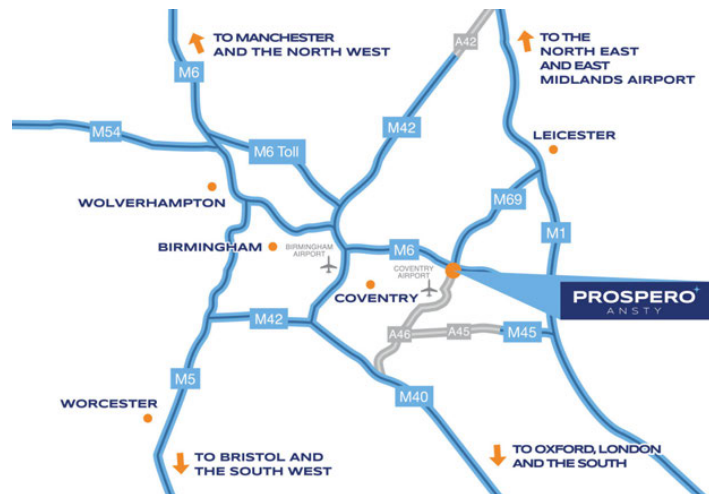 TO MANCHESTER
AND THE NORTH WEST
A42
TO THE
NORTH EAST
AND EAST
MIDLANDS AIRPORT
M6
M54
M6 Toll
M42
LEICESTER
WOLVERHAMPTON
M69
M1
BIRMINGHAM
BIRMINGHAM
AIRPORT
M6
COVENTRY
AIRPORT
COVENTRY
PROSPERO
ANSTY
M42
A46
A45
M45
M5
M40
WORCESTER
TO BRISTOL AND
THE SOUTH WEST
TO OXFORD, LONDON
AND THE SOUTH